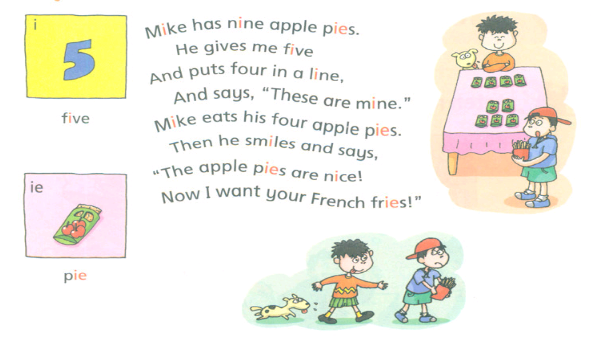 i
5
five
Mike has nine apple pies.
He gives me five
And puts four in a line,
And says, “These are mine.”
Mike eats his four apple pies.
Then he smiles and says,
“The apple pies are nice!
Now I want your French fries!”
ie
pie